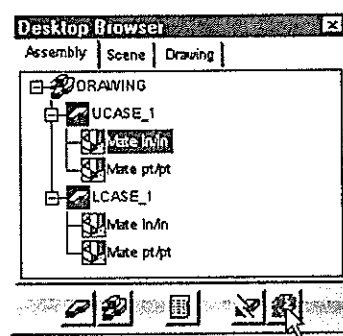 Desktop Browser
Assembly Scene Drawing
DRAWING
UCASE_1
Mate ln/ln
Mate pt/pt
LCASE_1
Mate ln/ln
Mate pt/pt